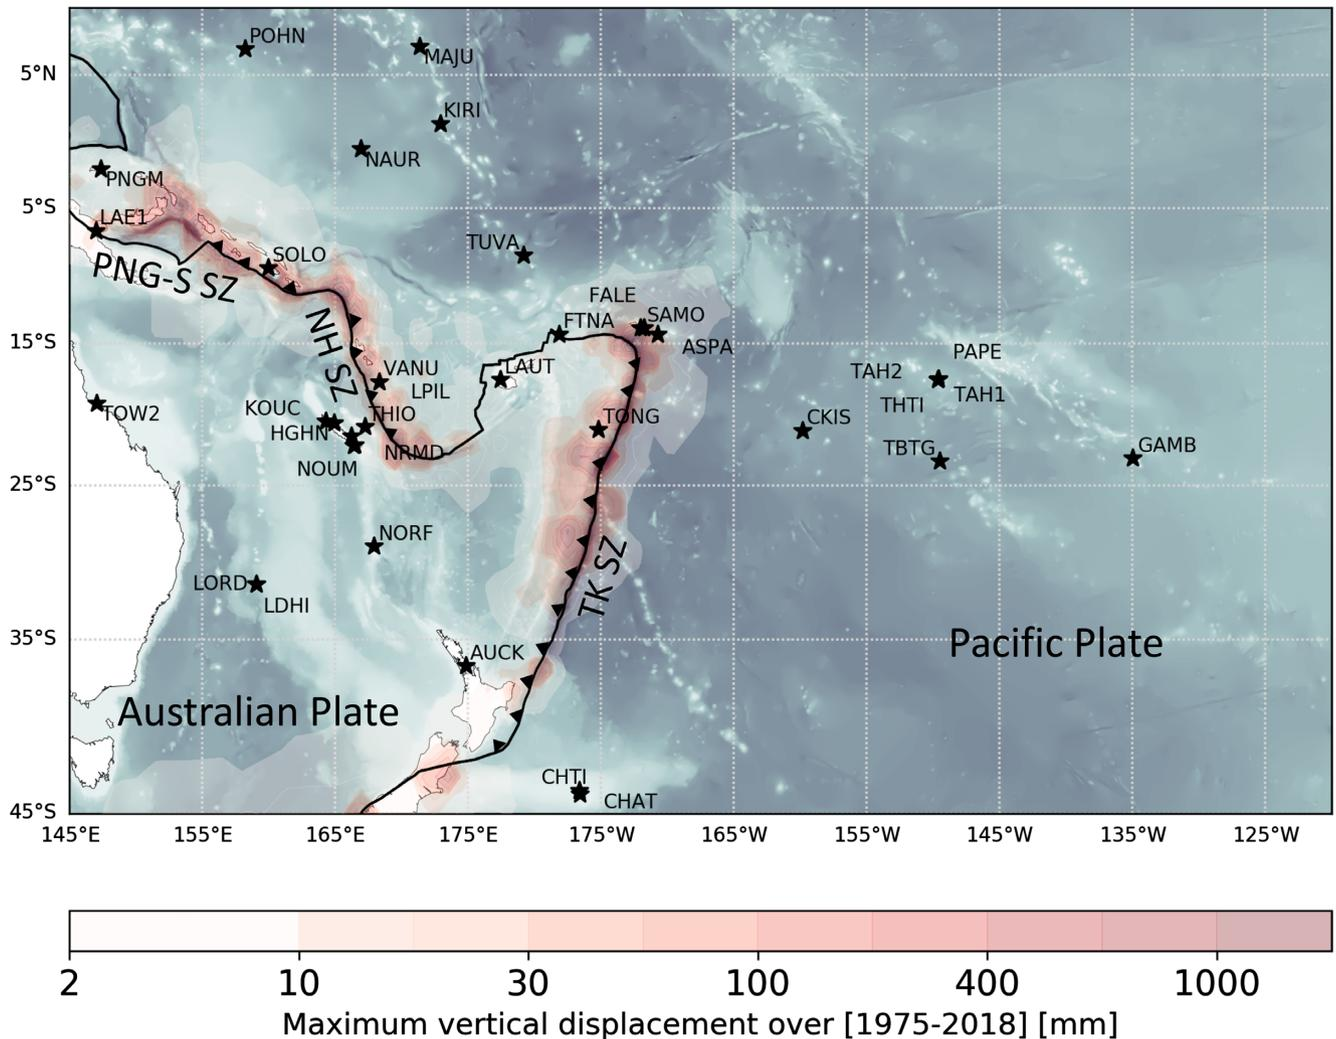 POHN
MAJU
5°N
KIRI
NAUR
PNGM
5°S
LAE1
TUVA
SOLO
PNG-S SZ
FALE
SAMO
FTNA
NH SZ
15°S
ASPA
PAPE
VANU
LAUT
TAH2
LPIL
TAH1
KOUC
THIO
THTI
TOW2
TONG
CKIS
HGHN
NRMD
TBTG
GAMB
NOUM
25°S
NORF
TK SZ
LORD
LDHI
35°S
AUCK
Pacific Plate
Australian Plate
CHTI
CHAT
45°S
145°E 155°E 165°E 175°E 175°W 165°W 155°W 145°W 135°W 125°W
2 10 30 100 400 1000
Maximum vertical displacement over [1975-2018] [mm]